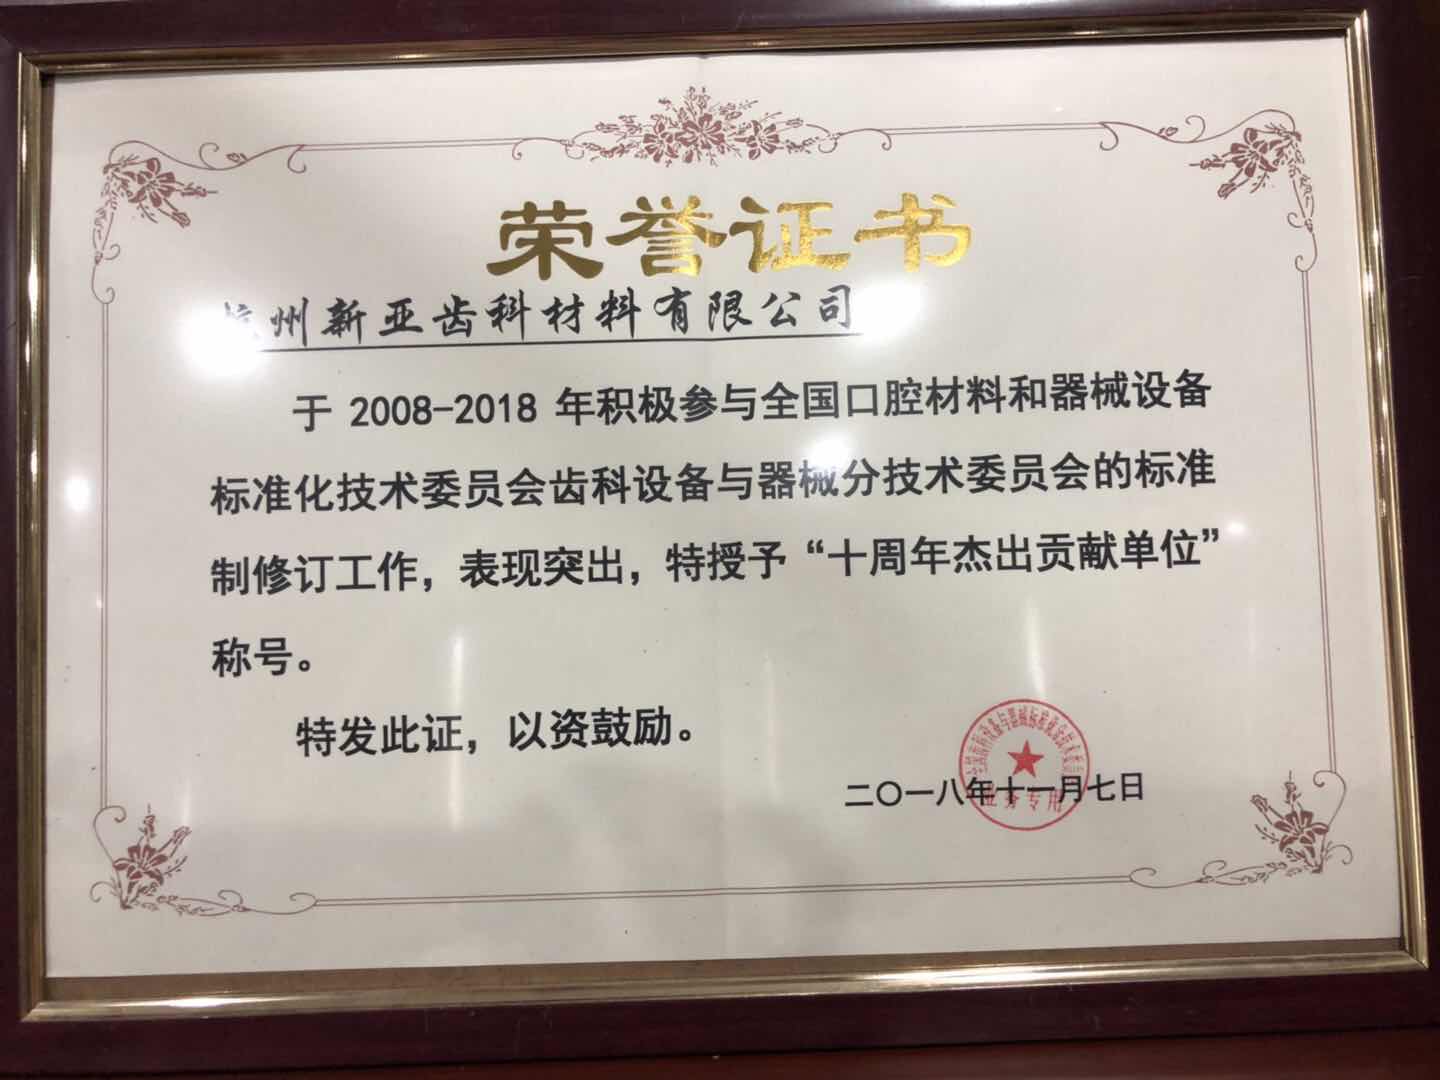 荣誉证书
杭州新亚齿科材料有限公司
于 2008-2018 年积极参与全国口腔材料和器械设备
标准化技术委员会齿科设备与器械分技术委员会的标准
制修订工作，表现突出，特授予“十周年杰出贡献单位”
称号。
特发此证，以资鼓励。
二〇一八年十一月七日
业务专用